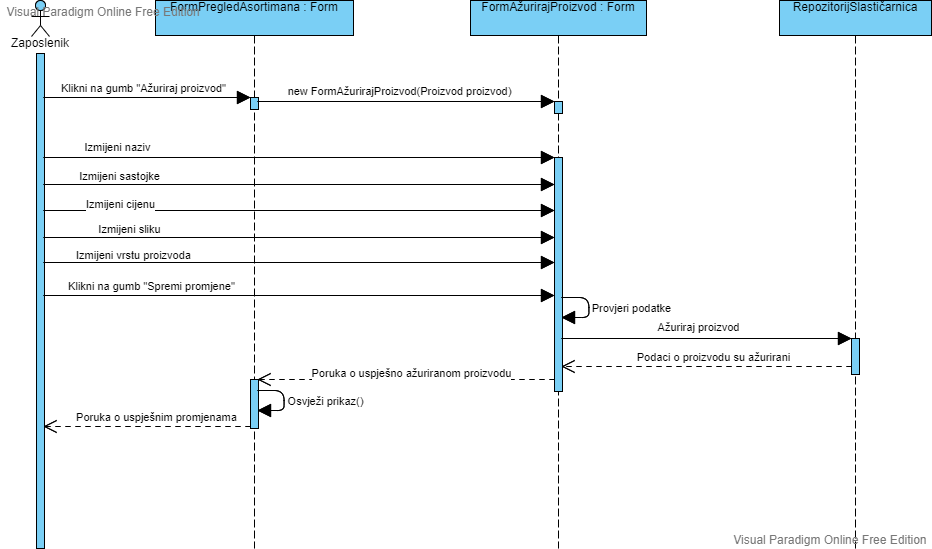 Visual Paradigm Online Free Edition
FormPregledAsortimana : Form
FormAžurirajProizvod : Form
RepozitorijSlastičarnica
Zaposlenik
Klikni na gumb "Ažuriraj proizvod"
new FormAžurirajProizvod(Proizvod proizvod)
Izmijeni naziv
Izmijeni sastojke
Izmijeni cijenu
Izmijeni sliku
Izmijeni vrstu proizvoda
Klikni na gumb "Spremi promjene"
Provjeri podatke
Ažuriraj proizvod
Podaci o proizvodu su ažurirani
Poruka o uspješno ažuriranom proizvodu
Osvježi prikaz()
Poruka o uspješnim promjenama
Visual Paradigm Online Free Edition